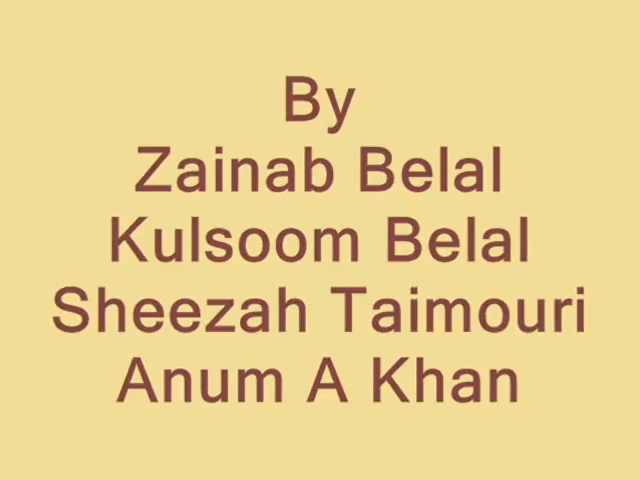 By
Zainab Belal
Kulsoom Belal
Sheezah Taimouri
Anum A Khan